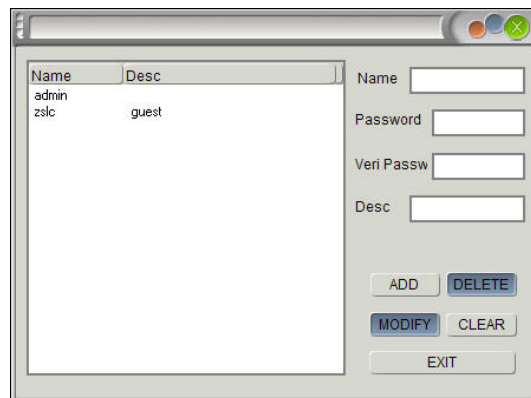 Name Desc
admin
zslc guest
Name
Password
Veri Passw
Desc
ADD DELETE
MODIFY CLEAR
EXIT